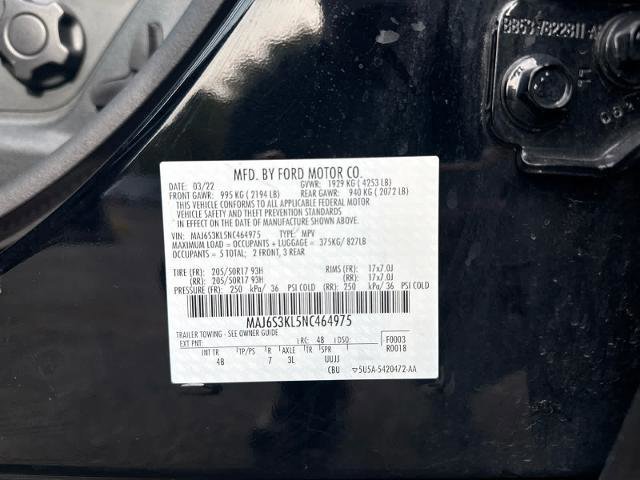 MFD. BY FORD MOTOR CO.
DATE: 03/22 GVWR: 1929 KG ( 4253 LB)
FRONT GAWR: 995 KG ( 2194 LB) REAR GAWR: 940 KG ( 2072 LB)
THIS VEHICLE CONFORMS TO ALL APPLICABLE FEDERAL MOTOR
VEHICLE SAFETY AND THEFT PREVENTION STANDARDS
IN EFFECT ON THE DATE OF MANUFACTURE SHOWN ABOVE.
VIN: MAJ6S3KL5NC464975 TYPE: MPV
MAXIMUM LOAD = OCCUPANTS + LUGGAGE = 375KG/827LB
OCCUPANTS = 5 TOTAL: 2 FRONT, 3 REAR
TIRE (FR): 205/50R17 93H RIMS (FR): 17x7.0J
(RR): 205/50R17 93H (RR): 17x7.0J
PRESSURE (FR) 250 kPa/ 36 PSI COLD (RR) 250 kPa/ 36 PSI COLD
MAJ6S3KL5NC464975
TRAILER TOWING - SEE OWNER GUIDE
EXT PNT: RC: 48 DSO: F0003
R0018
INT TR TP/PS R AXLE TR SPR
4B 7 3L UUJJ
CBU 5U5A-5420472-AA